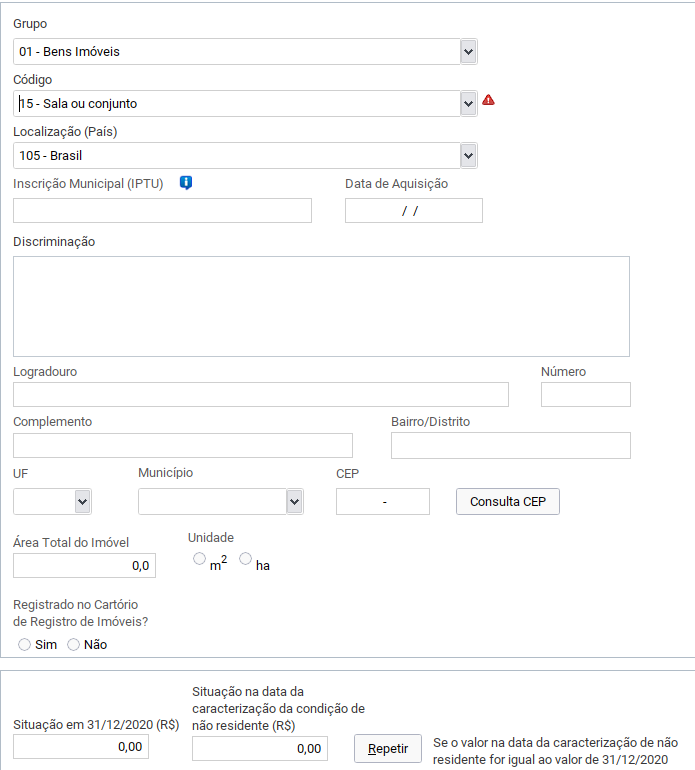 Grupo
01 - Bens Imóveis
Código
15 - Sala ou conjunto
Localização (País)
105 - Brasil
Inscrição Municipal (IPTU)
Data de Aquisição
/ /
Discriminação
Logradouro
Número
Complemento
Bairro/Distrito
UF
Município
CEP
-
Consulta CEP
Área Total do Imóvel
0,0
Unidade
m²
ha
Registrado no Cartório
de Registro de Imóveis?
Sim
Não
Situação em 31/12/2020 (R$)
0,00
Situação na data da
caracterização da condição de
não residente (R$)
0,00
Repetir
Se o valor na data da caracterização de não
residente for igual ao valor de 31/12/2020